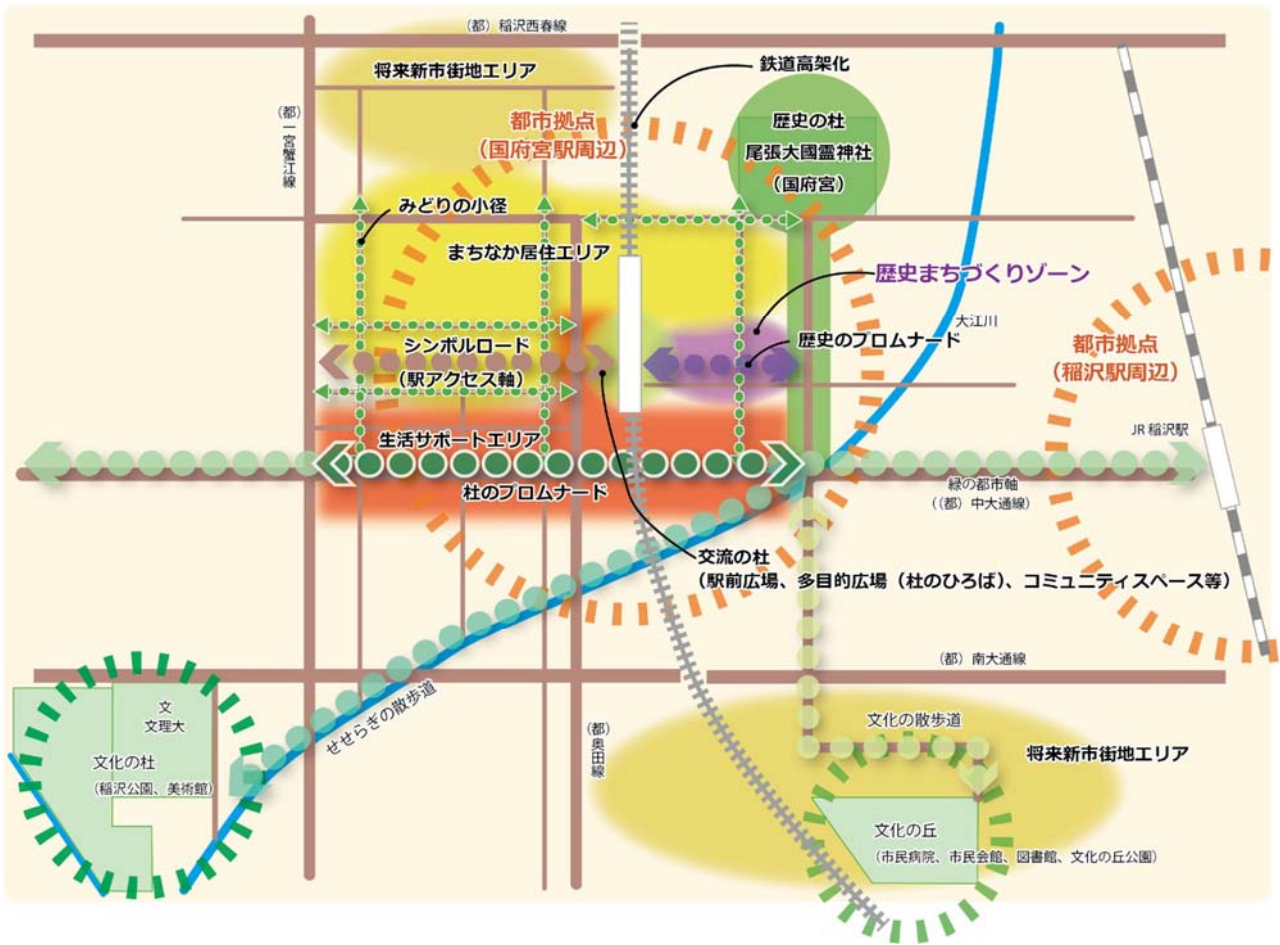 (都)稲沢西春線
将来新市街地エリア
鉄道高架化
(都)一宮蟹江線
都市拠点
(国府宮駅周辺)
歴史の杜
尾張大國霊神社
(国府宮)
みどりの小径
まちなか居住エリア
歴史まちづくりゾーン
大江川
シンボルロード
(駅アクセス軸)
歴史のプロムナード
都市拠点
(稲沢駅周辺)
生活サポートエリア
JR 稲沢駅
杜のプロムナード
緑の都市軸
((都)中大通線)
交流の杜
(駅前広場、多目的広場(杜のひろば)、コミュニティスペース等)
(都)南大通線
せせらぎの散歩道
文
文理大
文化の杜
(稲沢公園、美術館)
(都)奥田線
文化の散歩道
将来新市街地エリア
文化の丘
(市民病院、市民会館、図書館、文化の丘公園)